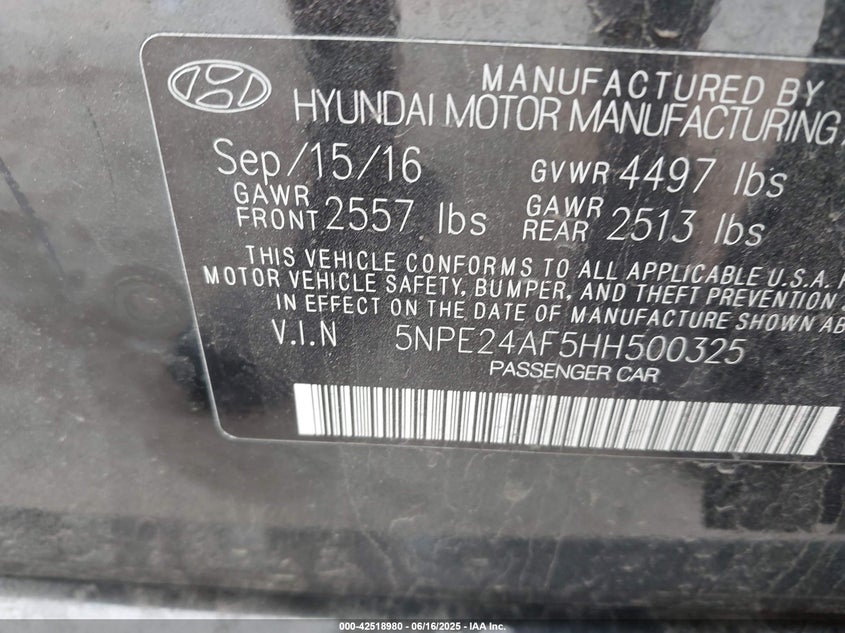 MANUFACTURED BY
HYUNDAI MOTOR MANUFACTURING
Sep/15/16 GVWR 4497 lbs
GAWR FRONT 2557 lbs GAWR REAR 2513 lbs
THIS VEHICLE CONFORMS TO ALL APPLICABLE U.S.A.
MOTOR VEHICLE SAFETY, BUMPER, AND THEFT PREVENTION
IN EFFECT ON THE DATE OF MANUFACTURE SHOWN
V.I.N 5NPE24AF5HH500325
PASSENGER CAR
000-42518980 - 06/16/2025 - IAA Inc.